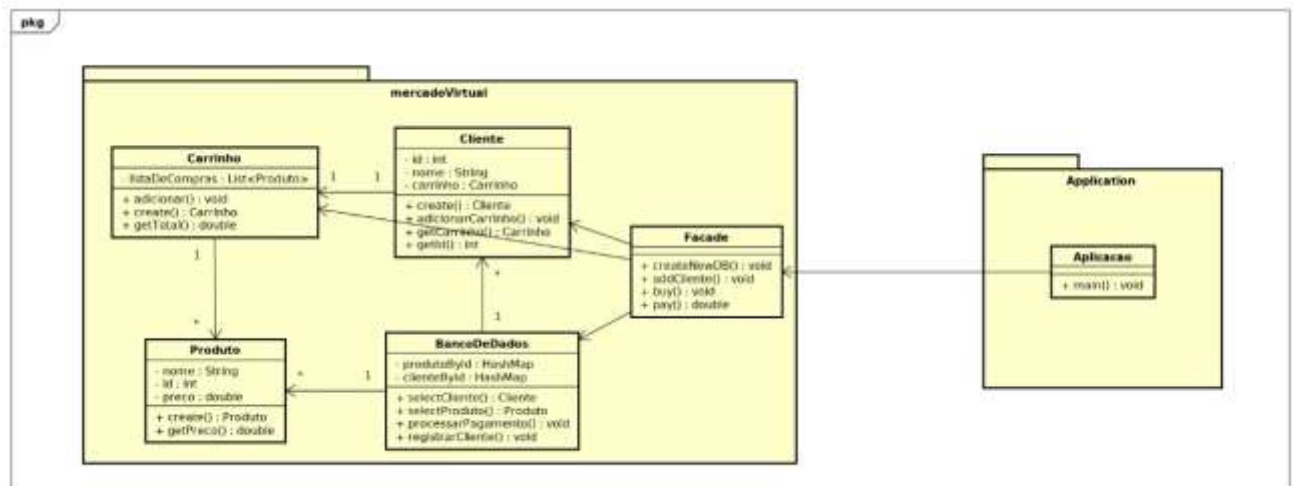 pkg
mercadoVirtual
Carrinho
- listaDeCompras : List<Produto>
+ adicionar() : void
+ create() : Carrinho
+ getTotal() : double
1
1
Cliente
- id : int
- nome : String
- carrinho : Carrinho
+ create() : Cliente
+ adicionarCarrinho() : void
+ getCarrinho() : Carrinho
+ getId() : int
Facade
+ createNewDB() : void
+ addCliente() : void
+ buy() : void
+ pay() : double
Application
Aplicacao
+ main() : void
1
*
*
1
Produto
- nome : String
- id : int
- preco : double
+ create() : Produto
+ getPreco() : double
*
1
BancoDeDados
- produtoById : HashMap
- clienteById : HashMap
+ selectCliente() : Cliente
+ selectProduto() : Produto
+ processarPagamento() : void
+ registrarCliente() : void